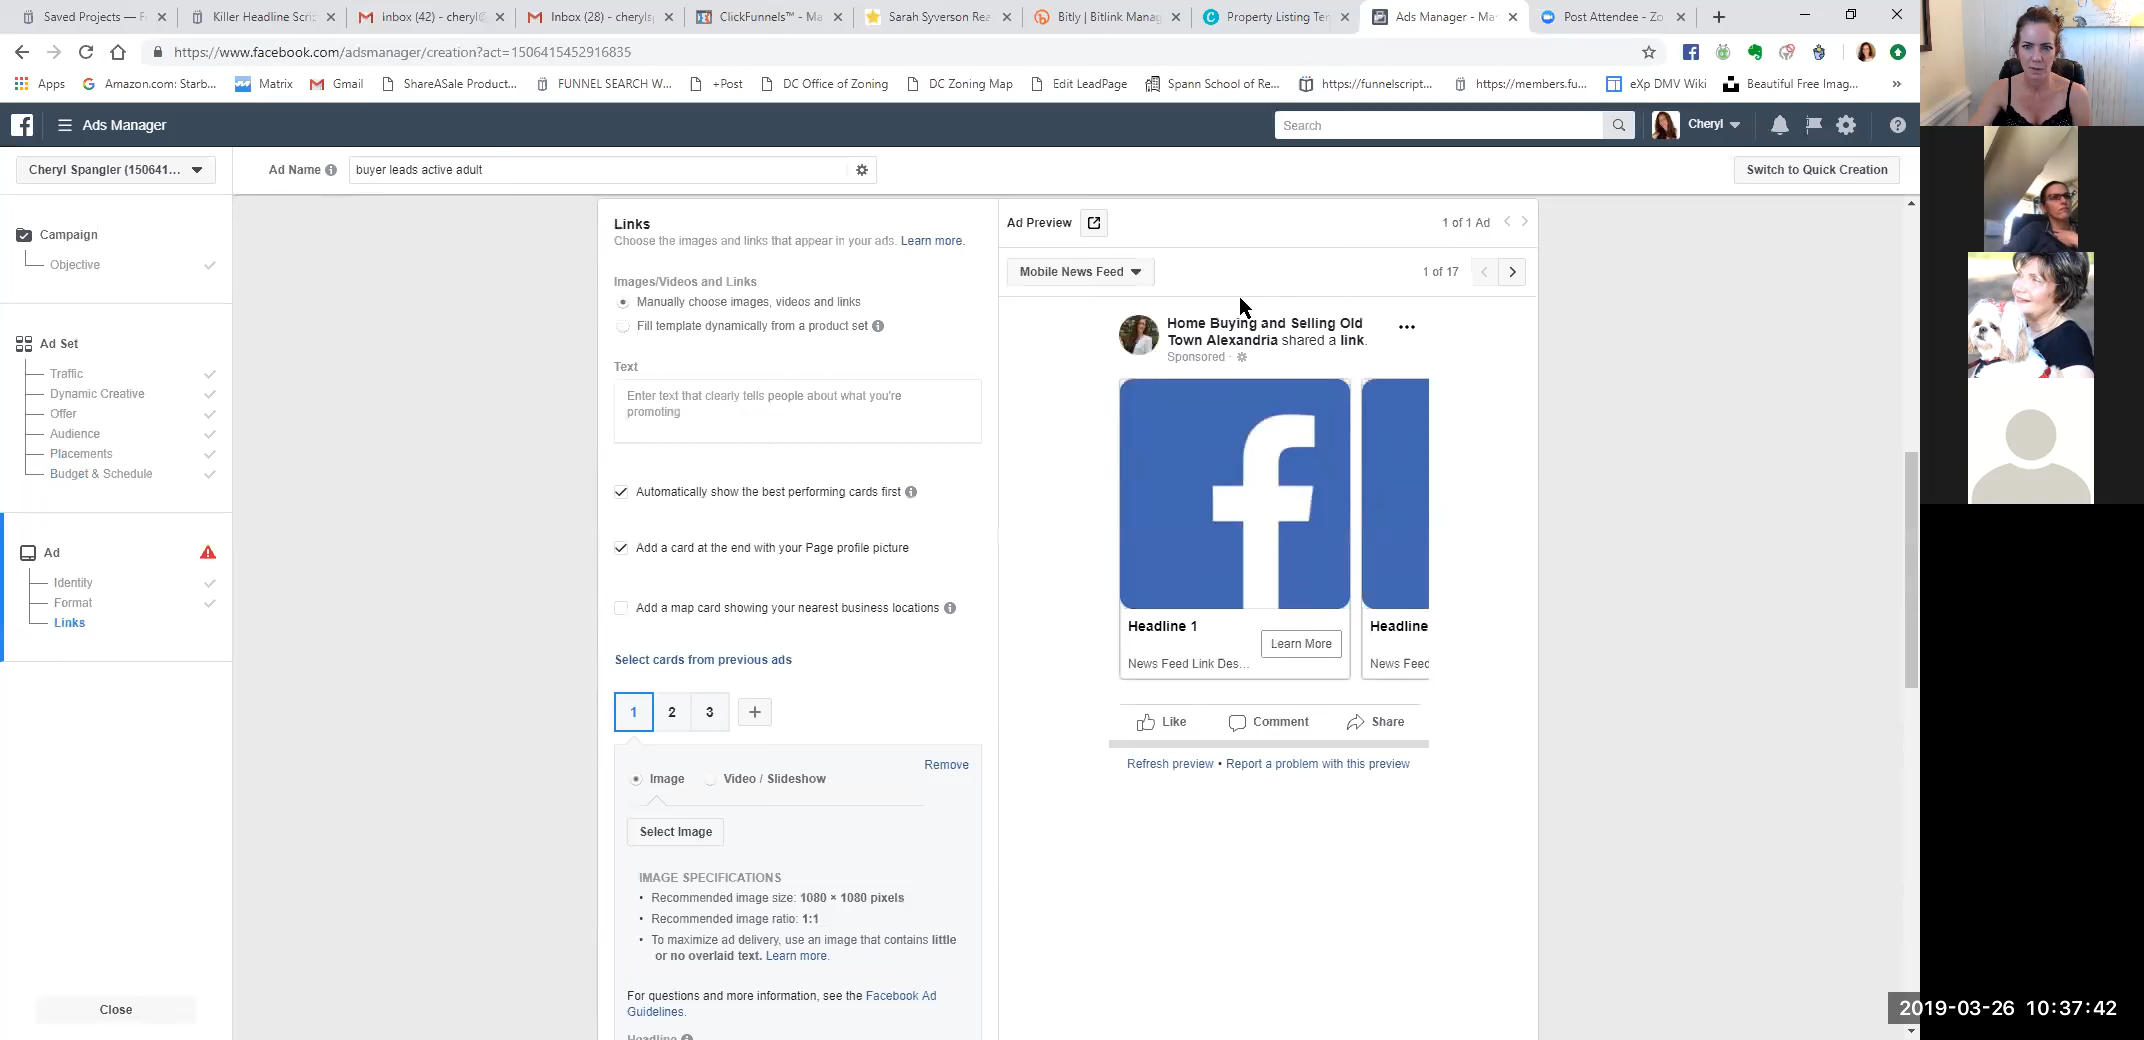 Saved Projects — F
Killer Headline Scri
Inbox (42) - cheryl@
Inbox (28) - cheryls
ClickFunnels™ - Ma
Sarah Syverson Rea
Bitly | Bitlink Manag
Property Listing Ter
Ads Manager - Ma
Post Attendee - Zo
https://www.facebook.com/adsmanager/creation?act=1506415452916835
Apps
Amazon.com: Starb...
Matrix
Gmail
ShareASale Product...
FUNNEL SEARCH W...
+Post
DC Office of Zoning
DC Zoning Map
Edit LeadPage
Spann School of Re...
https://funnelscript...
https://members.fu...
eXp DMV Wiki
Beautiful Free Imag...
Ads Manager
Search
Cheryl
Cheryl Spangler (150641...
Ad Name
buyer leads active adult
Switch to Quick Creation
Campaign
Objective
Ad Set
Traffic
Dynamic Creative
Offer
Audience
Placements
Budget & Schedule
Ad
Identity
Format
Links
Close
Links
Choose the images and links that appear in your ads. Learn more.
Images/Videos and Links
Manually choose images, videos and links
Fill template dynamically from a product set
Text
Enter text that clearly tells people about what you're
promoting
Automatically show the best performing cards first
Add a card at the end with your Page profile picture
Add a map card showing your nearest business locations
Select cards from previous ads
1 2 3 +
Remove
Image
Video / Slideshow
Select Image
IMAGE SPECIFICATIONS
• Recommended image size: 1080 × 1080 pixels
• Recommended image ratio: 1:1
• To maximize ad delivery, use an image that contains little
or no overlaid text. Learn more.
For questions and more information, see the Facebook Ad
Guidelines.
Headline
Ad Preview
1 of 1 Ad
Mobile News Feed
1 of 17
Home Buying and Selling Old
Town Alexandria shared a link.
Sponsored ·
Headline 1
Learn More
News Feed Link Des...
Headline
News Feed
Like
Comment
Share
Refresh preview • Report a problem with this preview
2019-03-26 10:37:42